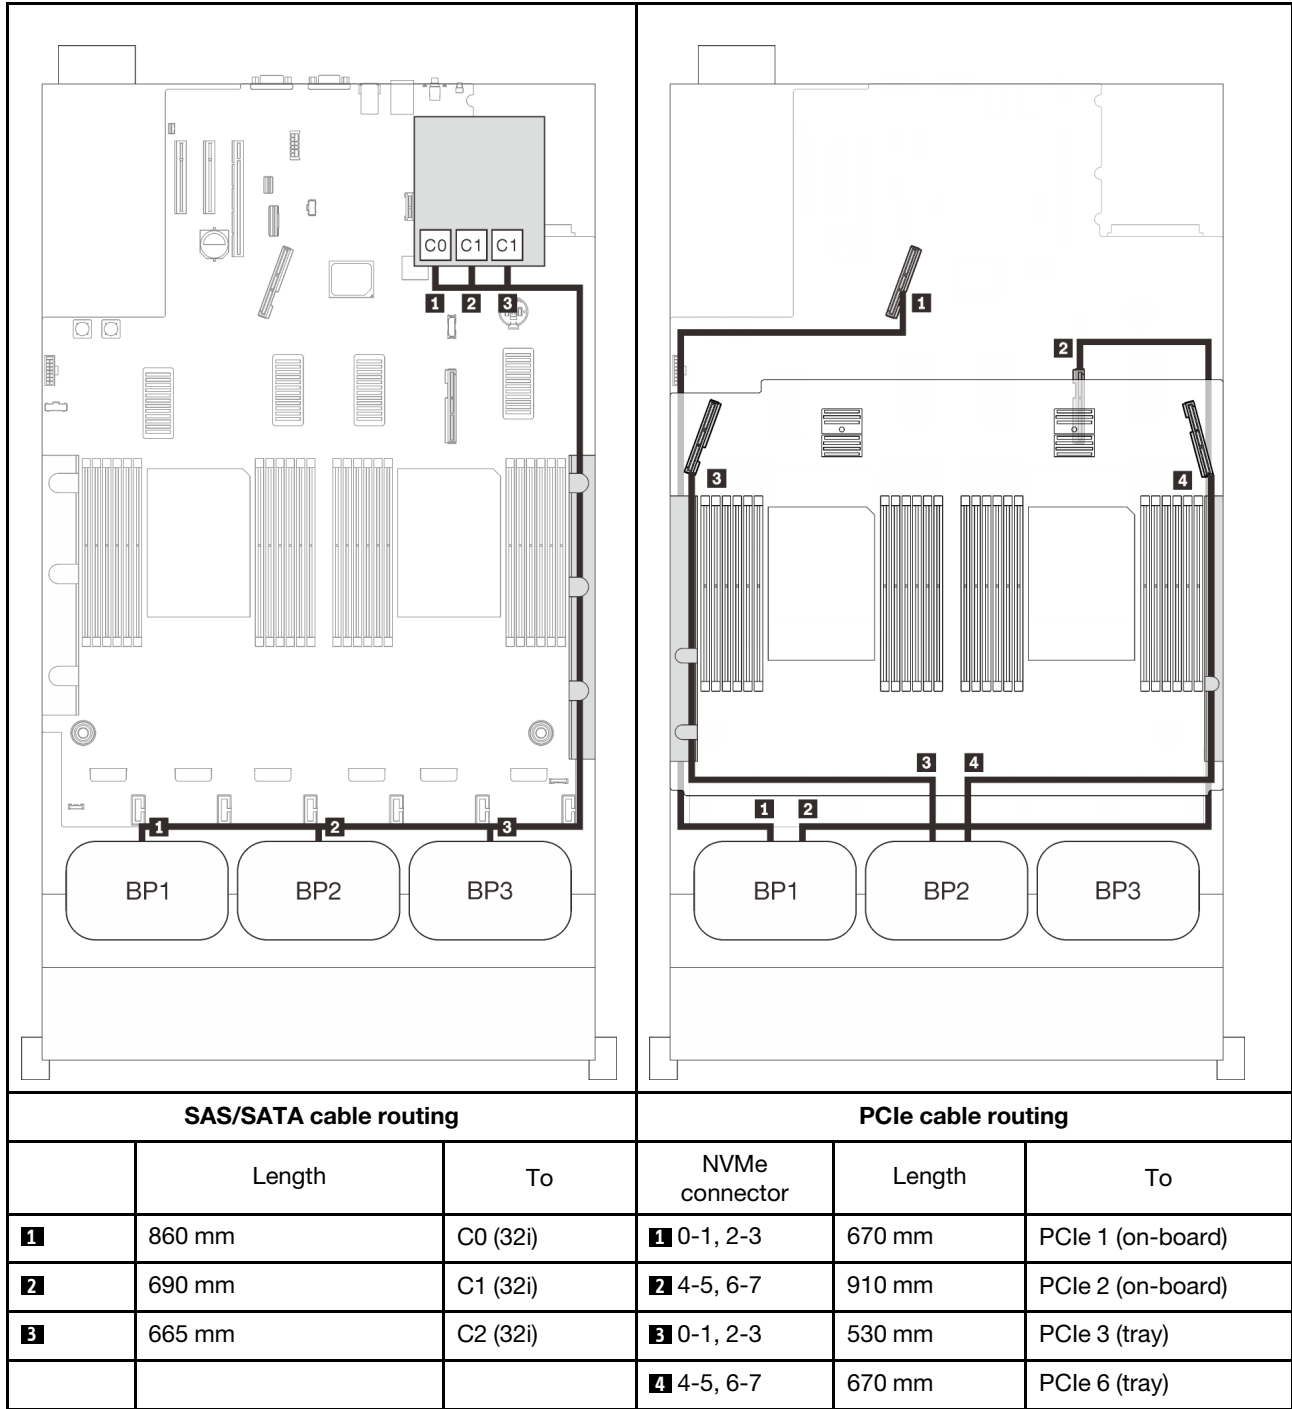 C0 C1 C1
1 2 3
1 2 3
BP1 BP2 BP3
1
2
3 4
3 4
1 2
BP1 BP2 BP3
SAS/SATA cable routing
PCIe cable routing
Length To
NVMe connector Length To
1 860 mm C0 (32i) 1 0-1, 2-3 670 mm PCIe 1 (on-board)
2 690 mm C1 (32i) 2 4-5, 6-7 910 mm PCIe 2 (on-board)
3 665 mm C2 (32i) 3 0-1, 2-3 530 mm PCIe 3 (tray)
4 4-5, 6-7 670 mm PCIe 6 (tray)